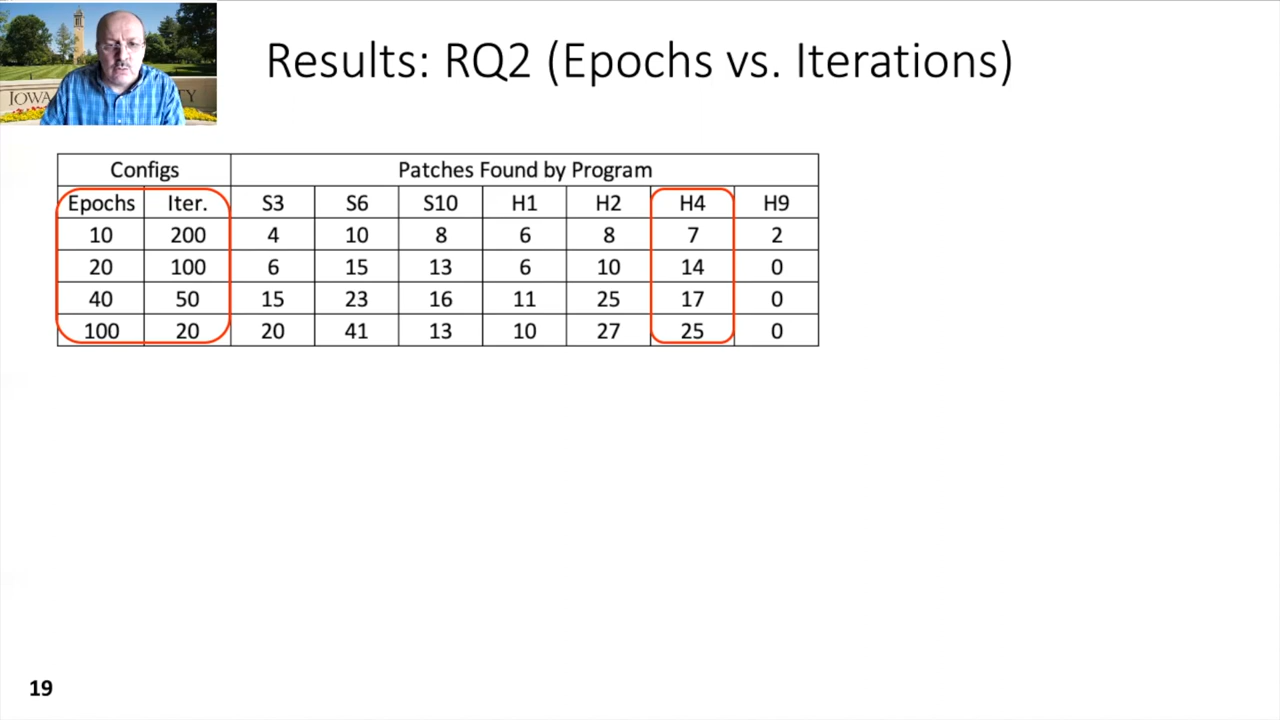 Results: RQ2 (Epochs vs. Iterations)
IOWA TY
Configs Patches Found by Program
Epochs Iter. S3 S6 S10 H1 H2 H4 H9
10 200 4 10 8 6 8 7 2
20 100 6 15 13 6 10 14 0
40 50 15 23 16 11 25 17 0
100 20 20 41 13 10 27 25 0
19